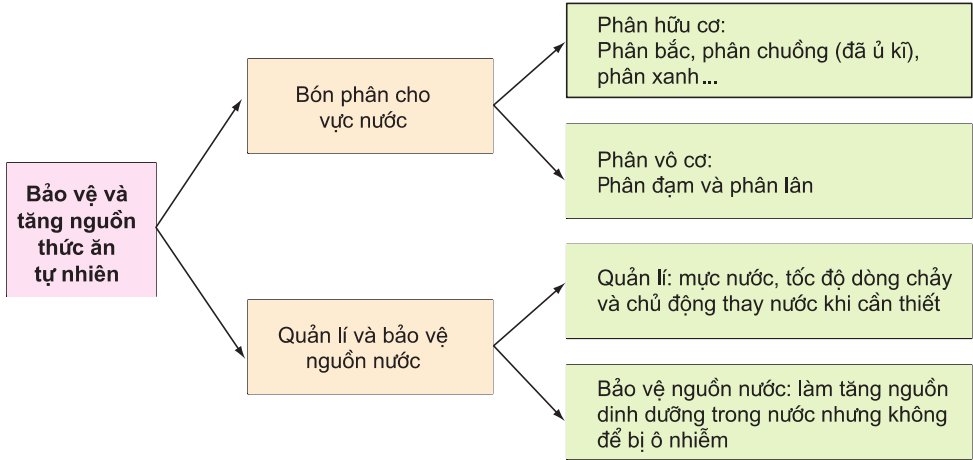 Bảo vệ và
tăng nguồn
thức ăn
tự nhiên
Bón phân cho
vực nước
Phân hữu cơ:
Phân bắc, phân chuồng (đã ủ kĩ),
phân xanh...
Phân vô cơ:
Phân đạm và phân lân
Quản lí và bảo vệ
nguồn nước
Quản lí: mực nước, tốc độ dòng chảy
và chủ động thay nước khi cần thiết
Bảo vệ nguồn nước: làm tăng nguồn
dinh dưỡng trong nước nhưng không
để bị ô nhiễm